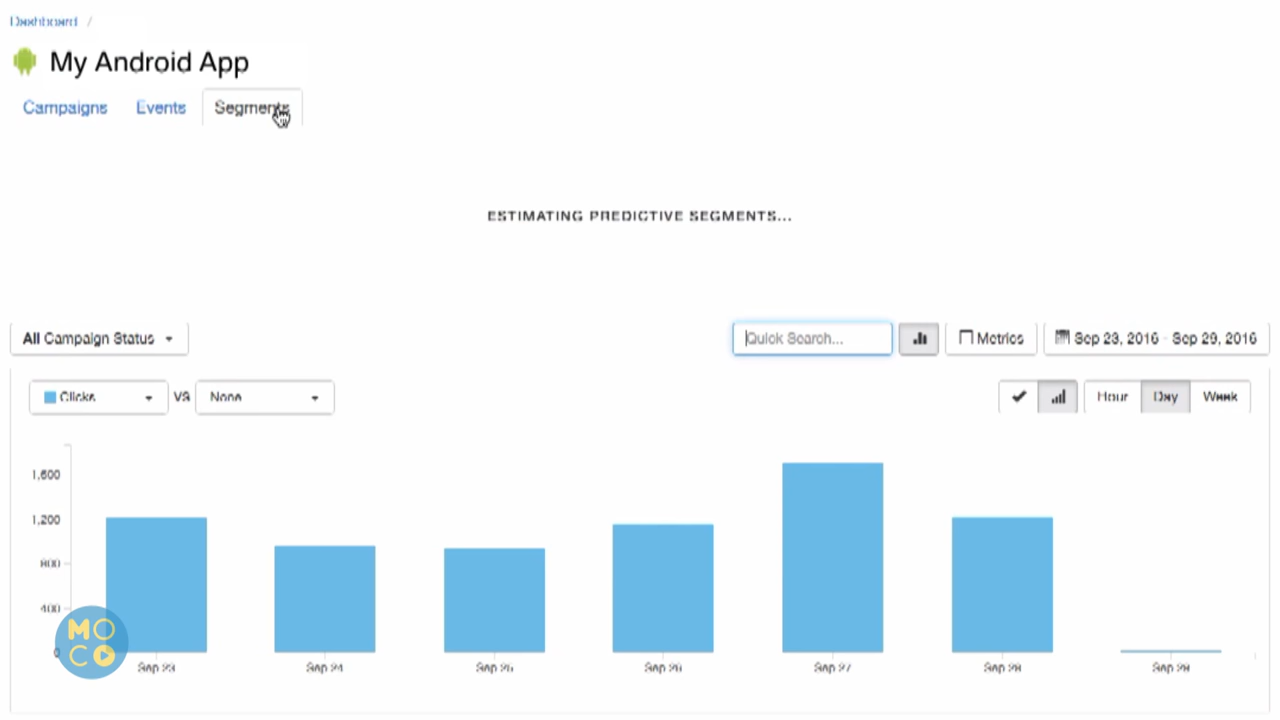 Dashboard /
My Android App
Campaigns Events Segments
ESTIMATING PREDICTIVE SEGMENTS...
All Campaign Status Quick Search... Metrics Sep 23, 2016 - Sep 29, 2016
Clicks VS None Hour Day Week
1,600
1,200
800
400
0
MOCO
Sep 23 Sep 24 Sep 25 Sep 26 Sep 27 Sep 28 Sep 29